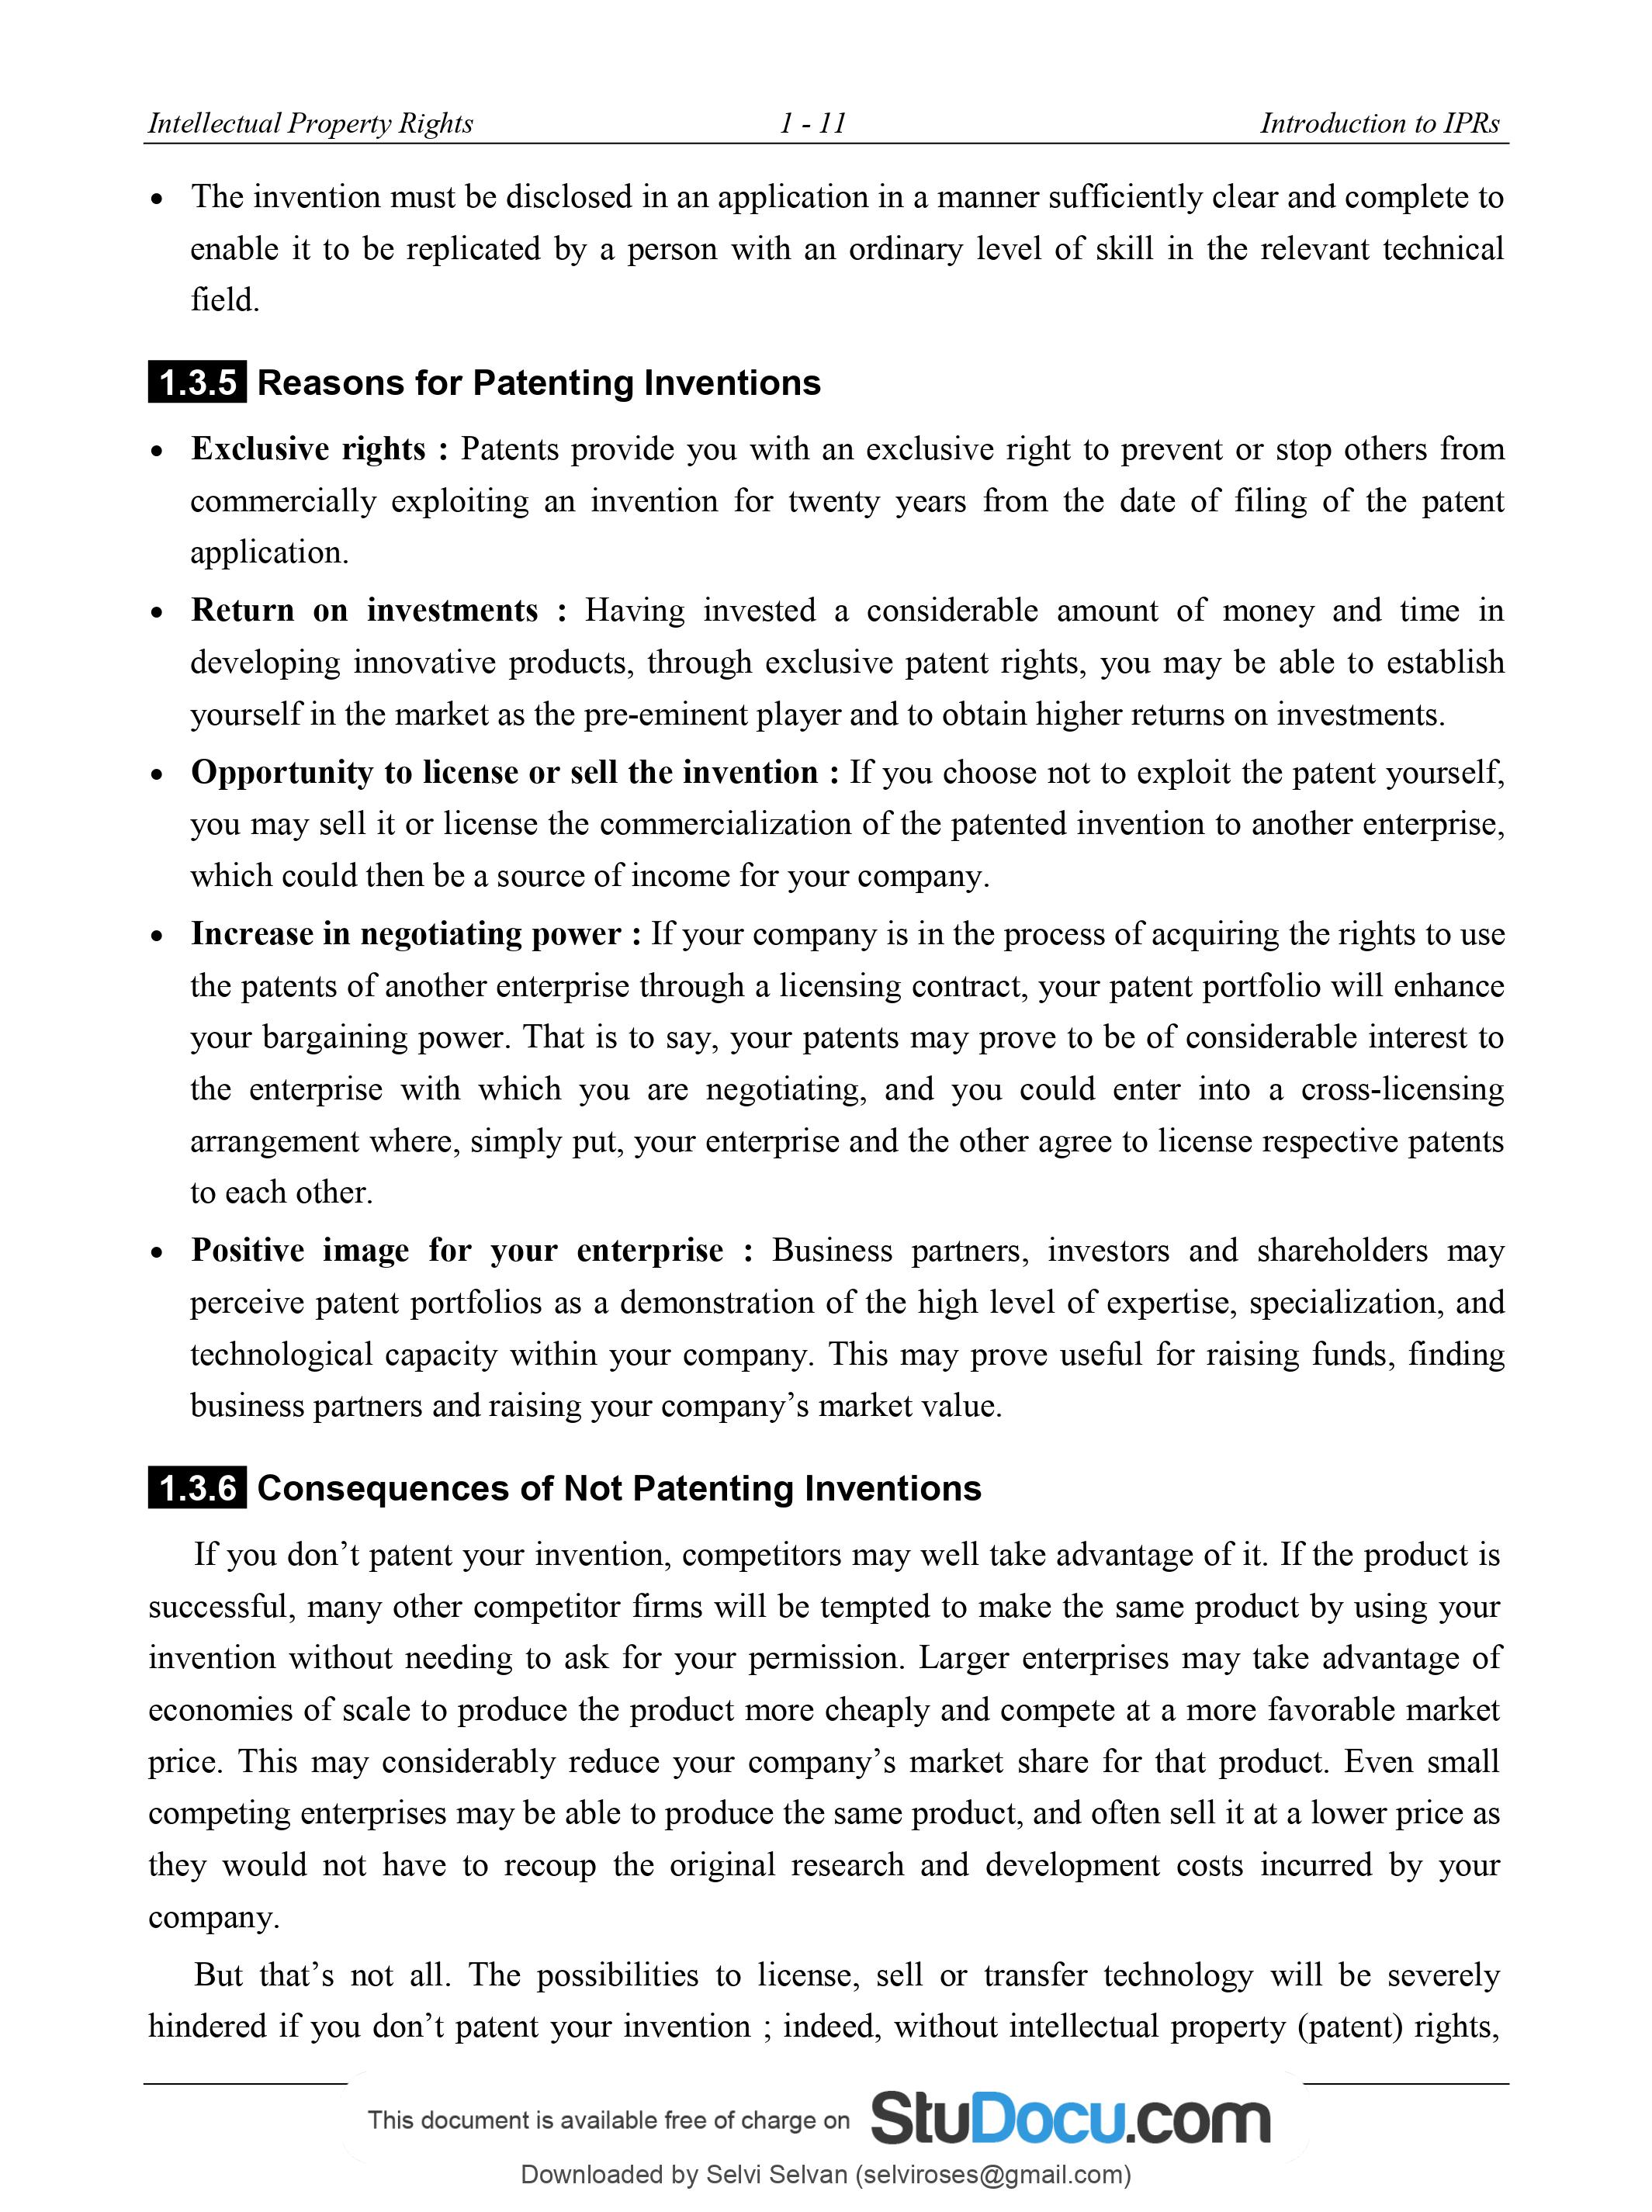 Intellectual Property Rights 1 - 11 Introduction to IPRs
• The invention must be disclosed in an application in a manner sufficiently clear and complete to
enable it to be replicated by a person with an ordinary level of skill in the relevant technical
field.
1.3.5 Reasons for Patenting Inventions
• Exclusive rights : Patents provide you with an exclusive right to prevent or stop others from
commercially exploiting an invention for twenty years from the date of filing of the patent
application.
• Return on investments : Having invested a considerable amount of money and time in
developing innovative products, through exclusive patent rights, you may be able to establish
yourself in the market as the pre-eminent player and to obtain higher returns on investments.
• Opportunity to license or sell the invention : If you choose not to exploit the patent yourself,
you may sell it or license the commercialization of the patented invention to another enterprise,
which could then be a source of income for your company.
• Increase in negotiating power : If your company is in the process of acquiring the rights to use
the patents of another enterprise through a licensing contract, your patent portfolio will enhance
your bargaining power. That is to say, your patents may prove to be of considerable interest to
the enterprise with which you are negotiating, and you could enter into a cross-licensing
arrangement where, simply put, your enterprise and the other agree to license respective patents
to each other.
• Positive image for your enterprise : Business partners, investors and shareholders may
perceive patent portfolios as a demonstration of the high level of expertise, specialization, and
technological capacity within your company. This may prove useful for raising funds, finding
business partners and raising your company’s market value.
1.3.6 Consequences of Not Patenting Inventions
If you don’t patent your invention, competitors may well take advantage of it. If the product is
successful, many other competitor firms will be tempted to make the same product by using your
invention without needing to ask for your permission. Larger enterprises may take advantage of
economies of scale to produce the product more cheaply and compete at a more favorable market
price. This may considerably reduce your company’s market share for that product. Even small
competing enterprises may be able to produce the same product, and often sell it at a lower price as
they would not have to recoup the original research and development costs incurred by your
company.
But that’s not all. The possibilities to license, sell or transfer technology will be severely
hindered if you don’t patent your invention ; indeed, without intellectual property (patent) rights,
This document is available free of charge on StuDocu.com
Downloaded by Selvi Selvan (selviroses@gmail.com)